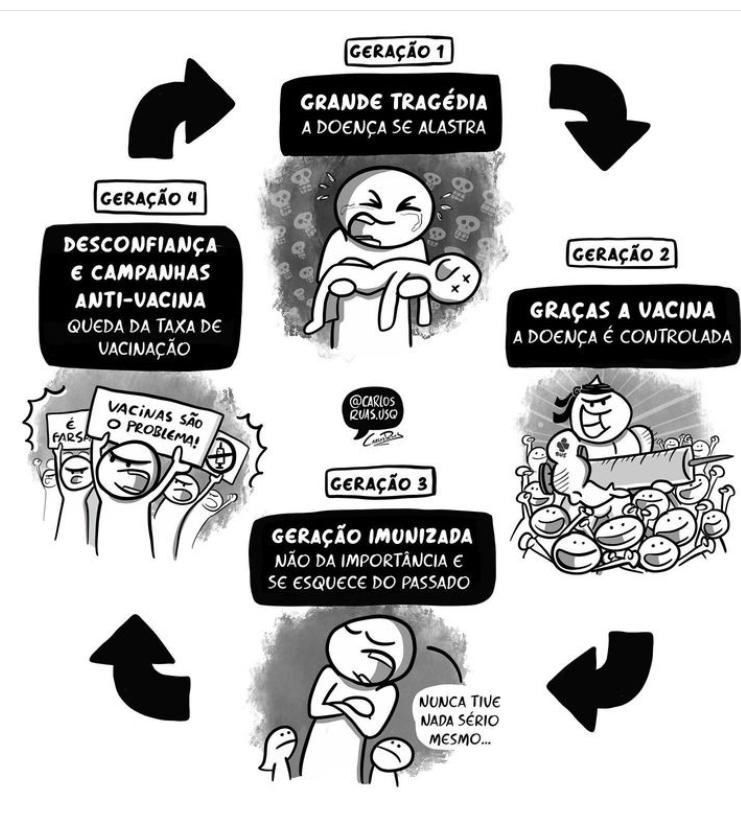 GERAÇÃO 1
GRANDE TRAGÉDIA
A DOENÇA SE ALASTRA
GERAÇÃO 2
GRAÇAS A VACINA
A DOENÇA É CONTROLADA
SUS
GERAÇÃO 3
GERAÇÃO IMUNIZADA
NÃO DA IMPORTÂNCIA E
SE ESQUECE DO PASSADO
NUNCA TIVE
NADA SÉRIO
MESMO...
GERAÇÃO 4
DESCONFIANÇA
E CAMPANHAS
ANTI-VACINA
QUEDA DA TAXA DE
VACINAÇÃO
É
FARSA
VACINAS SÃO
O PROBLEMA!
@CARLOS
RUAS.USQ